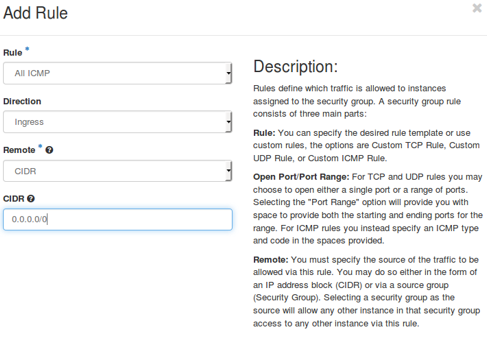 Add Rule
Rule *
All ICMP
Direction
Ingress
Remote *
CIDR
CIDR
0.0.0.0/0
Description:
Rules define which traffic is allowed to instances
assigned to the security group. A security group rule
consists of three main parts:
Rule: You can specify the desired rule template or use
custom rules, the options are Custom TCP Rule, Custom
UDP Rule, or Custom ICMP Rule.
Open Port/Port Range: For TCP and UDP rules you may
choose to open either a single port or a range of ports.
Selecting the "Port Range" option will provide you with
space to provide both the starting and ending ports for the
range. For ICMP rules you instead specify an ICMP type
and code in the spaces provided.
Remote: You must specify the source of the traffic to be
allowed via this rule. You may do so either in the form of
an IP address block (CIDR) or via a source group
(Security Group). Selecting a security group as the
source will allow any other instance in that security group
access to any other instance via this rule.